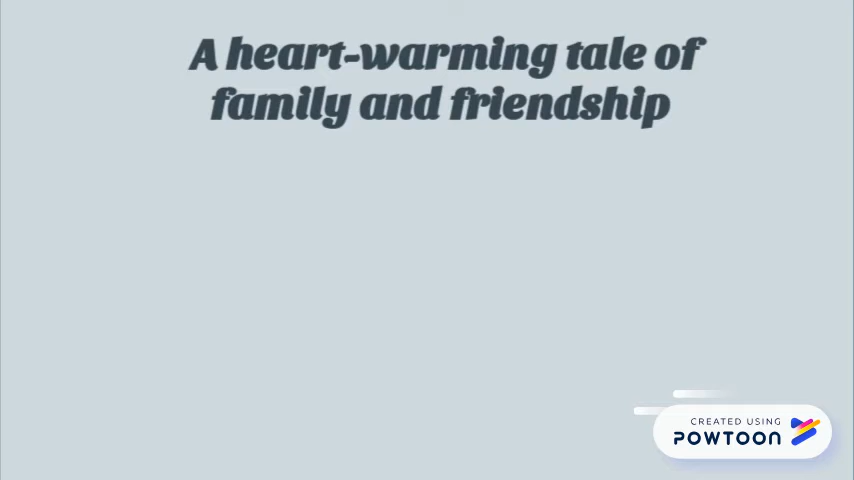 A heart-warming tale of
family and friendship
CREATED USING
POWTOON